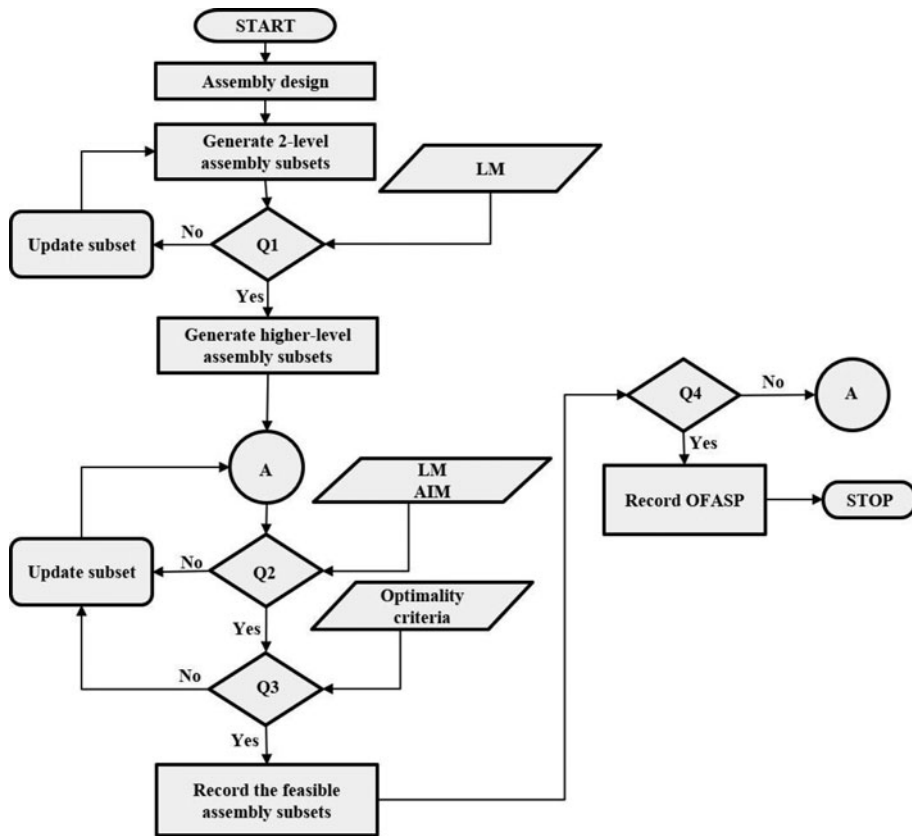 START
Assembly design
Generate 2-level
assembly subsets
LM
Update subset
No
Q1
Yes
Generate higher-level
assembly subsets
A
LM
AIM
Update subset
No
Q2
Yes
Optimality
criteria
No
Q3
Yes
Record the feasible
assembly subsets
Q4
No
A
Yes
Record OFASP
STOP